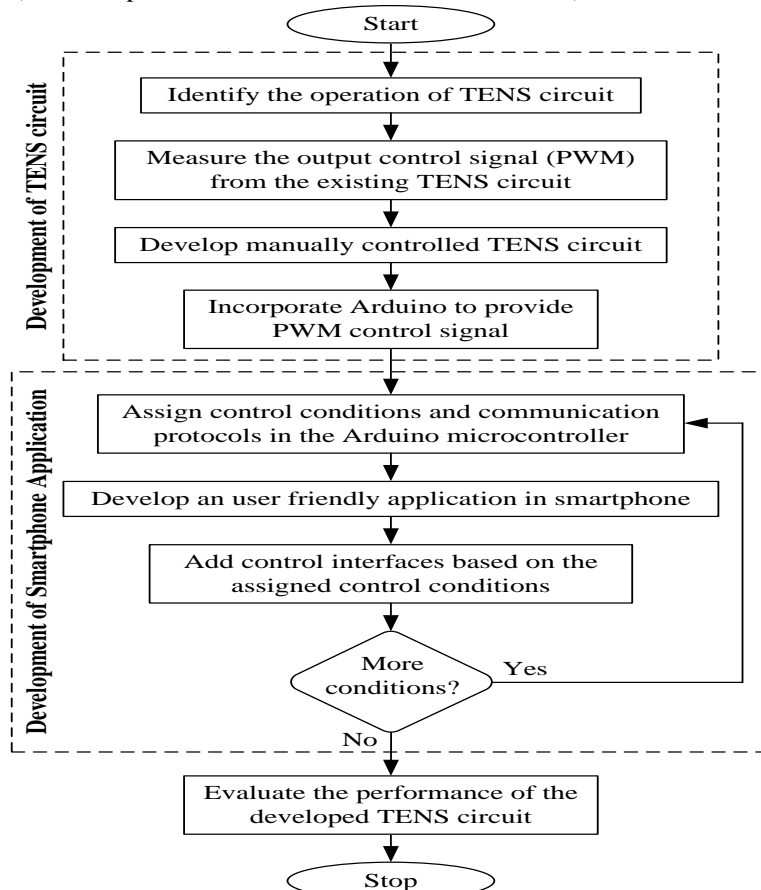 Start
Development of TENS circuit
Identify the operation of TENS circuit
Measure the output control signal (PWM)
from the existing TENS circuit
Develop manually controlled TENS circuit
Incorporate Arduino to provide
PWM control signal
Development of Smartphone Application
Assign control conditions and communication
protocols in the Arduino microcontroller
Develop an user friendly application in smartphone
Add control interfaces based on the
assigned control conditions
More
conditions?
Yes
No
Evaluate the performance of the
developed TENS circuit
Stop